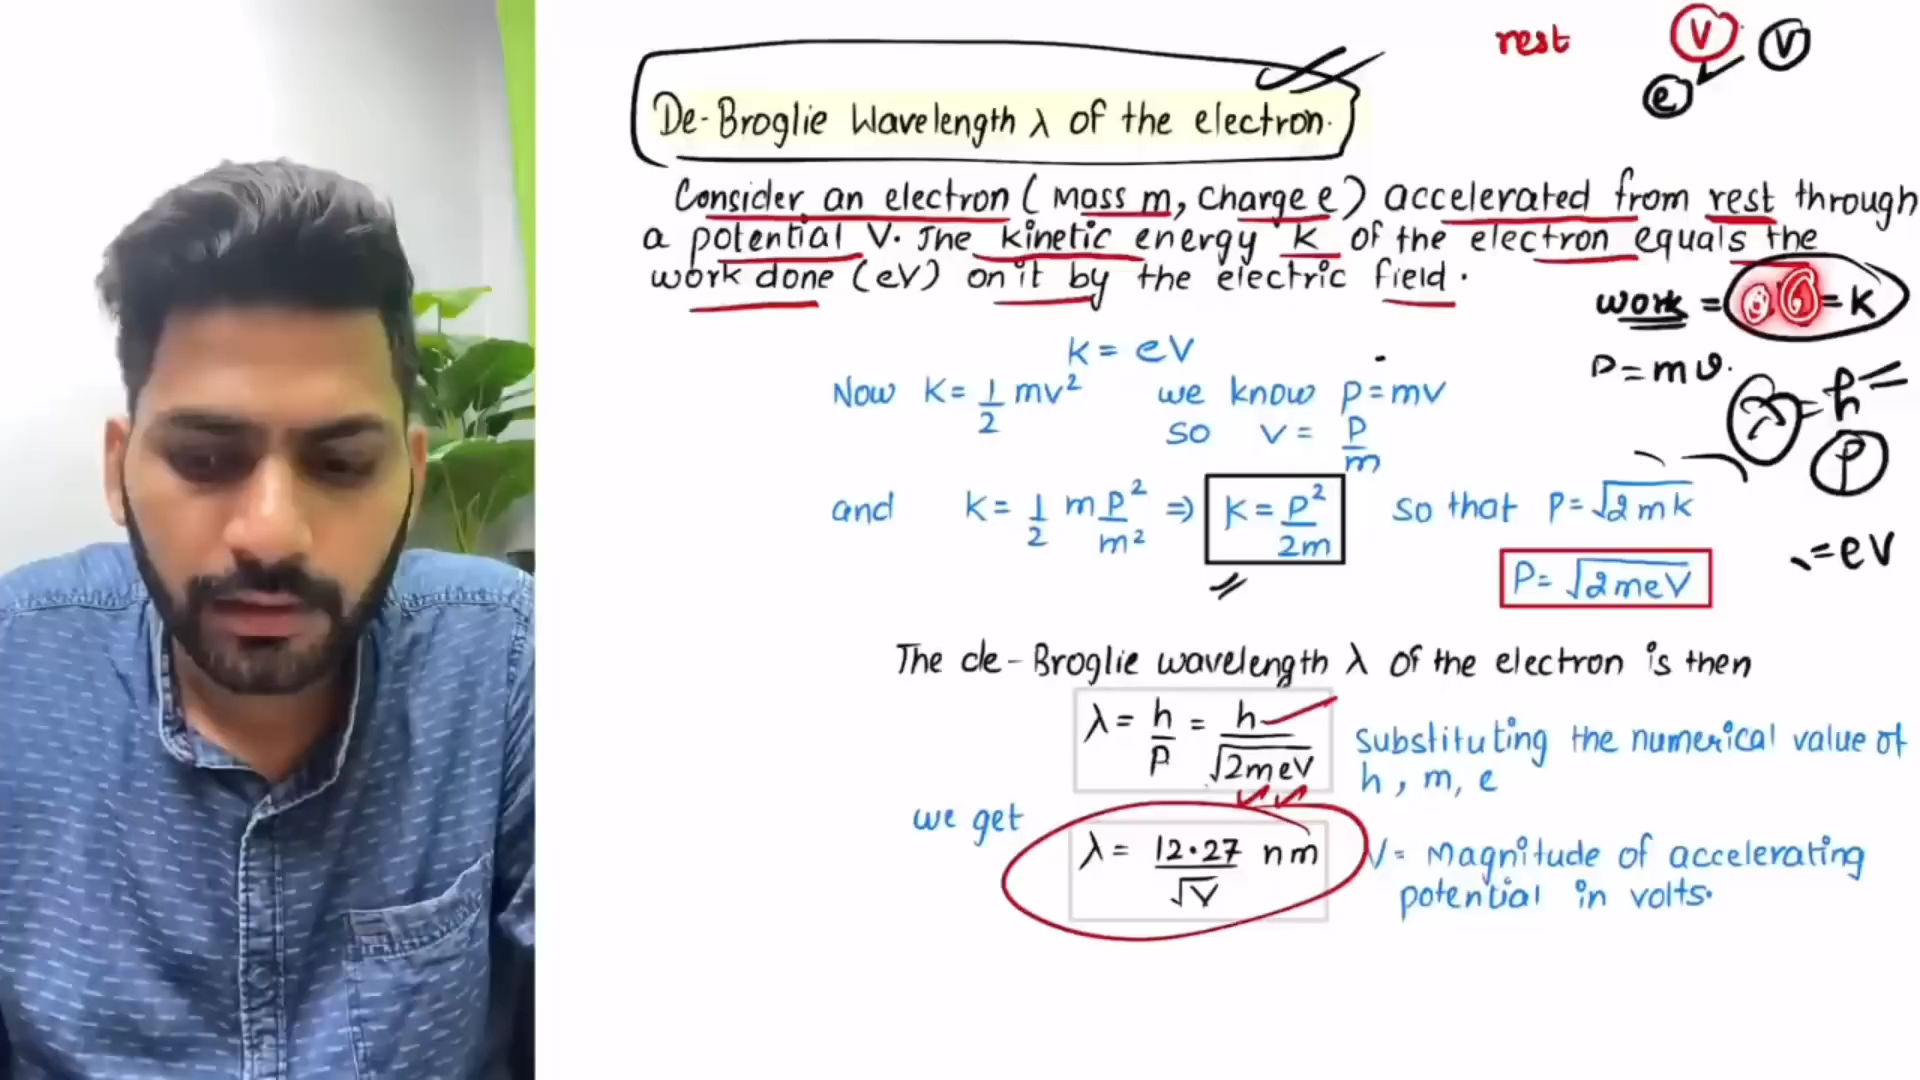 rest V V
e
De-Broglie Wavelength λ of the electron.
Consider an electron ( Mass m, Charge e ) accelerated from rest through
a potential V. The kinetic energy K of the electron equals the
work done (eV) on it by the electric field .
work = = K
K = eV
P = mv.
Now K = 1/2 mv² we know P = mv
λ = h/P
so V = P/m
and K = 1/2 m P²/m² ⇒ K = P²/2m so that P = √2mk
= eV
P = √2meV
The de-Broglie wavelength λ of the electron is then
λ = h/P = h/√2meV Substituting the numerical value of
h , m, e
we get
λ = 12.27/√V nm V = Magnitude of accelerating
potential in volts.